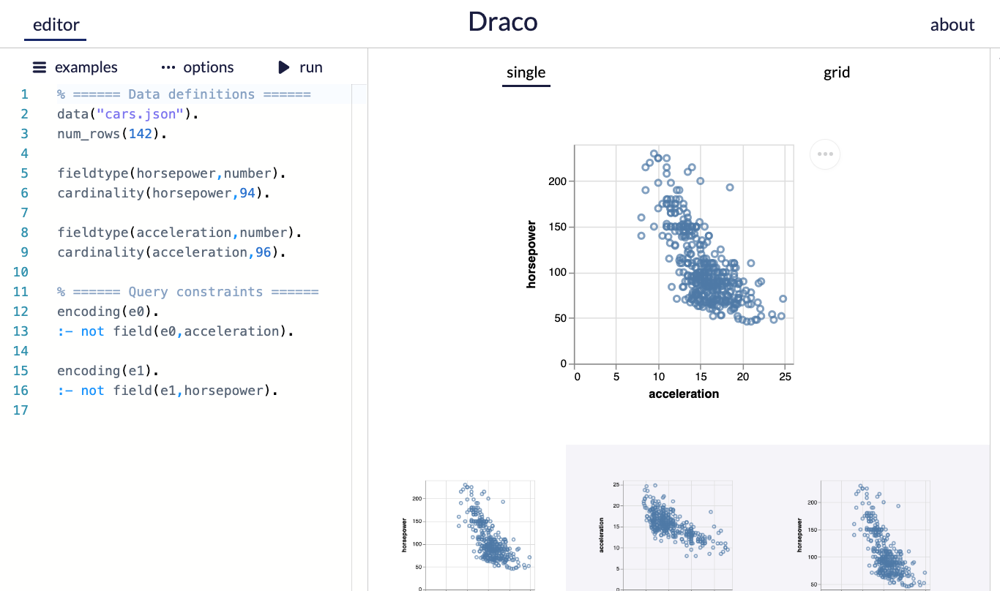 editor
Draco
about
examples
options
run
single
grid
1 % ====== Data definitions ======
2 data("cars.json").
3 num_rows(142).
4
5 fieldtype(horsepower,number).
6 cardinality(horsepower,94).
7
8 fieldtype(acceleration,number).
9 cardinality(acceleration,96).
10
11 % ====== Query constraints ======
12 encoding(e0).
13 :- not field(e0,acceleration).
14
15 encoding(e1).
16 :- not field(e1,horsepower).
17
200
150
100
50
0
horsepower
0 5 10 15 20 25
acceleration
200
150
100
50
0
horsepower
25
20
15
10
5
0
acceleration
200
150
100
50
horsepower